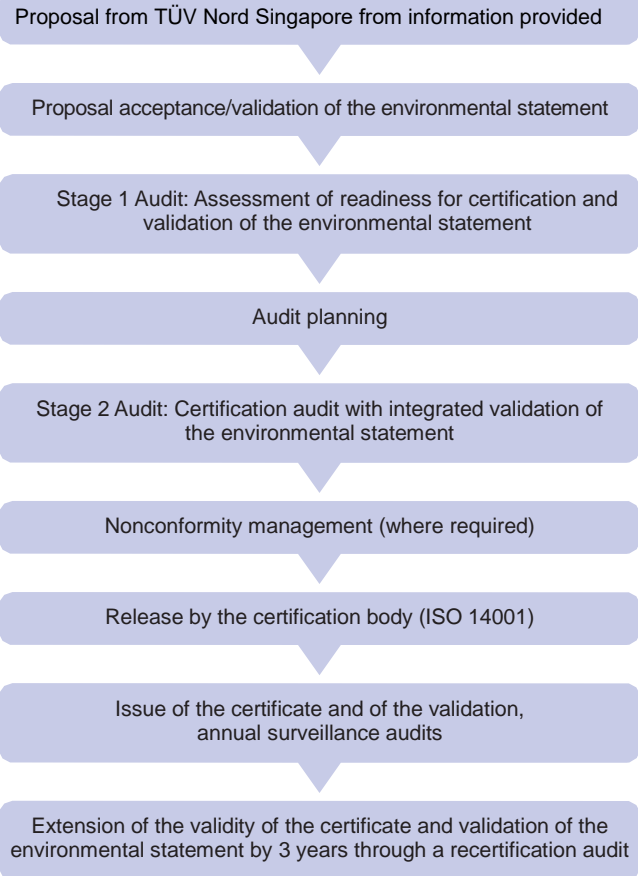 Proposal from TÜV Nord Singapore from information provided
Proposal acceptance/validation of the environmental statement
Stage 1 Audit: Assessment of readiness for certification and
validation of the environmental statement
Audit planning
Stage 2 Audit: Certification audit with integrated validation of
the environmental statement
Nonconformity management (where required)
Release by the certification body (ISO 14001)
Issue of the certificate and of the validation,
annual surveillance audits
Extension of the validity of the certificate and validation of the
environmental statement by 3 years through a recertification audit